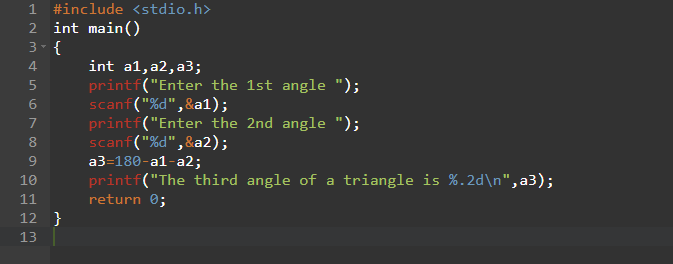 1 #include <stdio.h>
2 int main()
3 {
4     int a1,a2,a3;
5     printf("Enter the 1st angle ");
6     scanf("%d",&a1);
7     printf("Enter the 2nd angle ");
8     scanf("%d",&a2);
9     a3=180-a1-a2;
10     printf("The third angle of a triangle is %.2d\n",a3);
11     return 0;
12 }
13